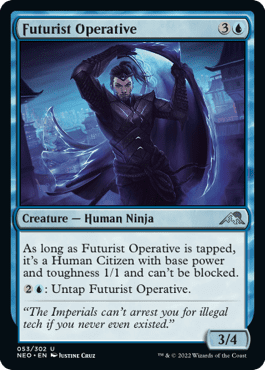 Futurist Operative 3
Creature — Human Ninja
As long as Futurist Operative is tapped,
it's a Human Citizen with base power
and toughness 1/1 and can't be blocked.
2 : Untap Futurist Operative.
“The Imperials can't arrest you for illegal
tech if you never even existed.”
3/4
053/302 U
NEO • EN Justine Cruz
™ & © 2022 Wizards of the Coast